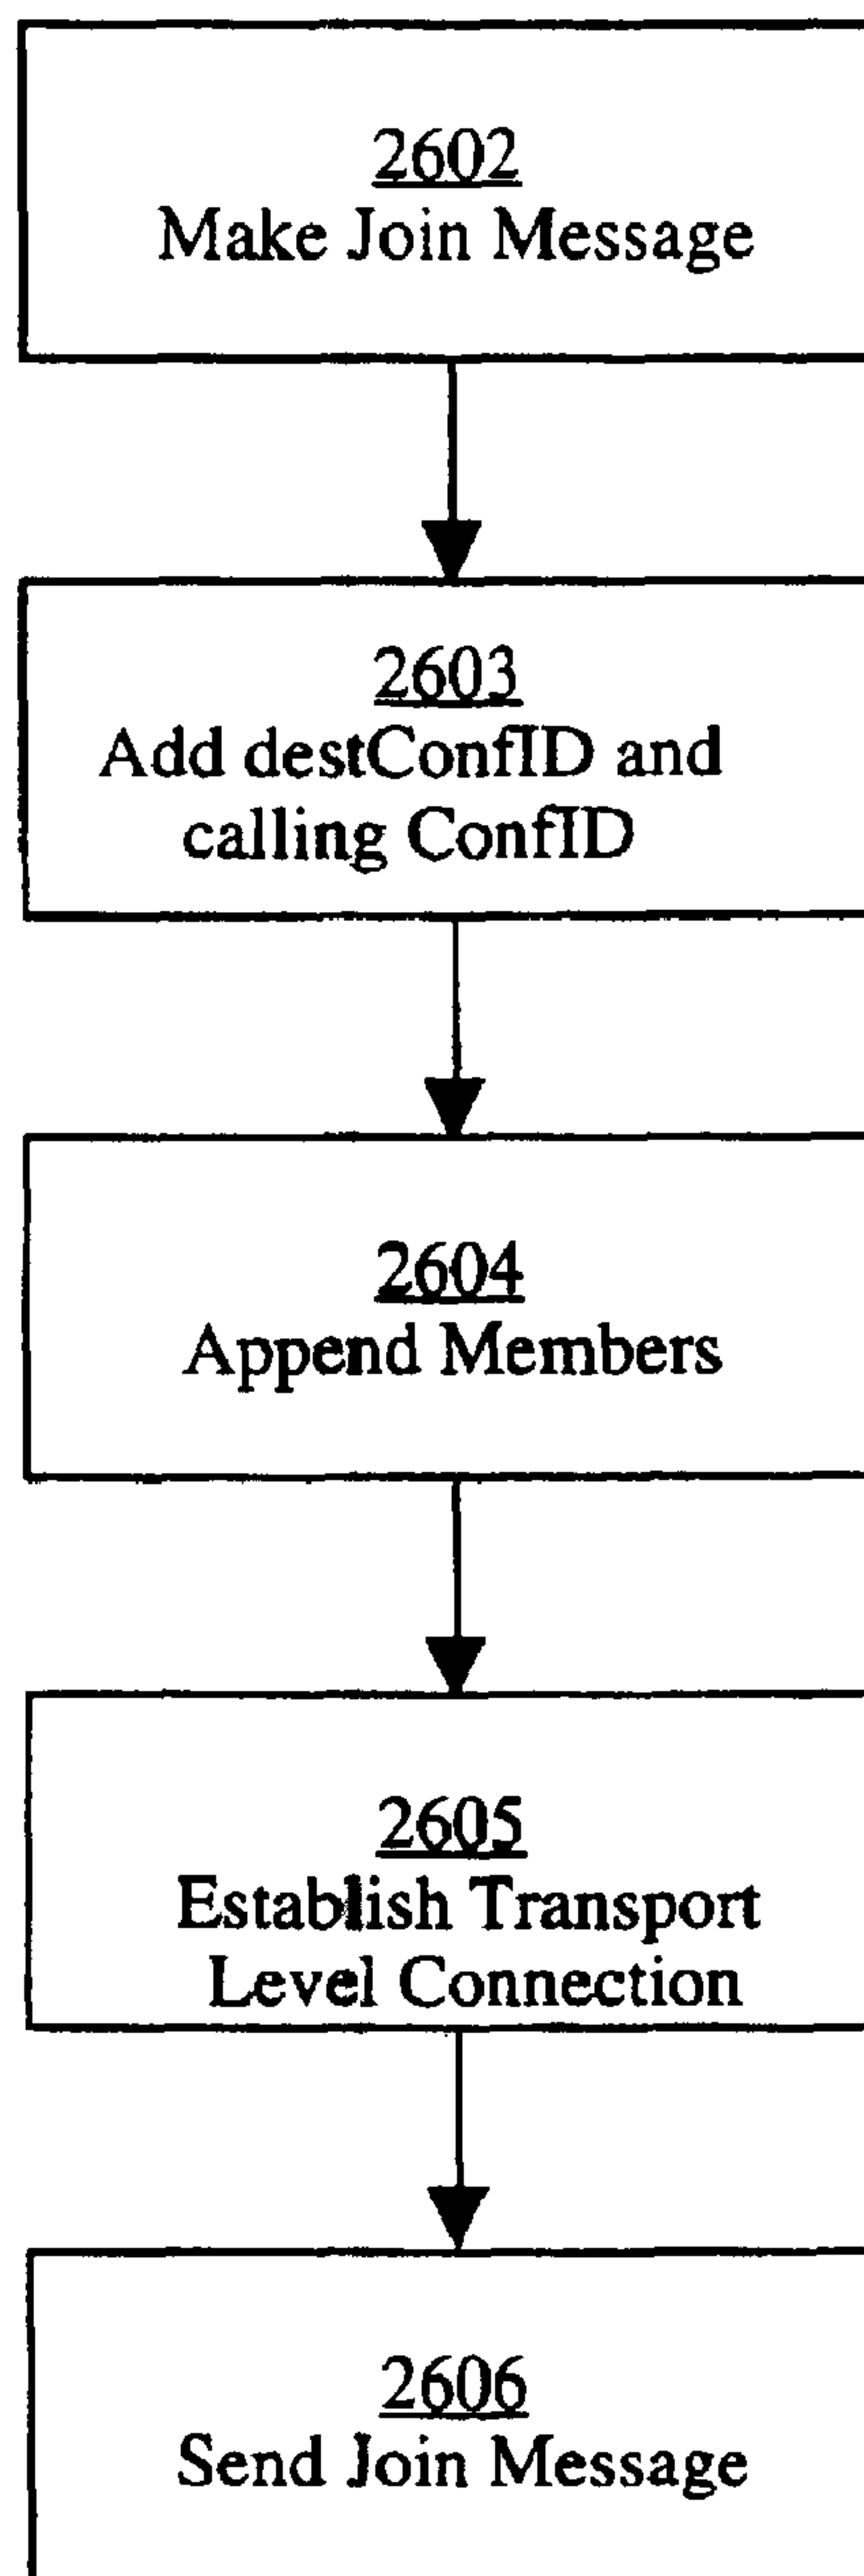 2602
Make Join Message
2603
Add destConfID and
calling ConfID
2604
Append Members
2605
Establish Transport
Level Connection
2606
Send Join Message